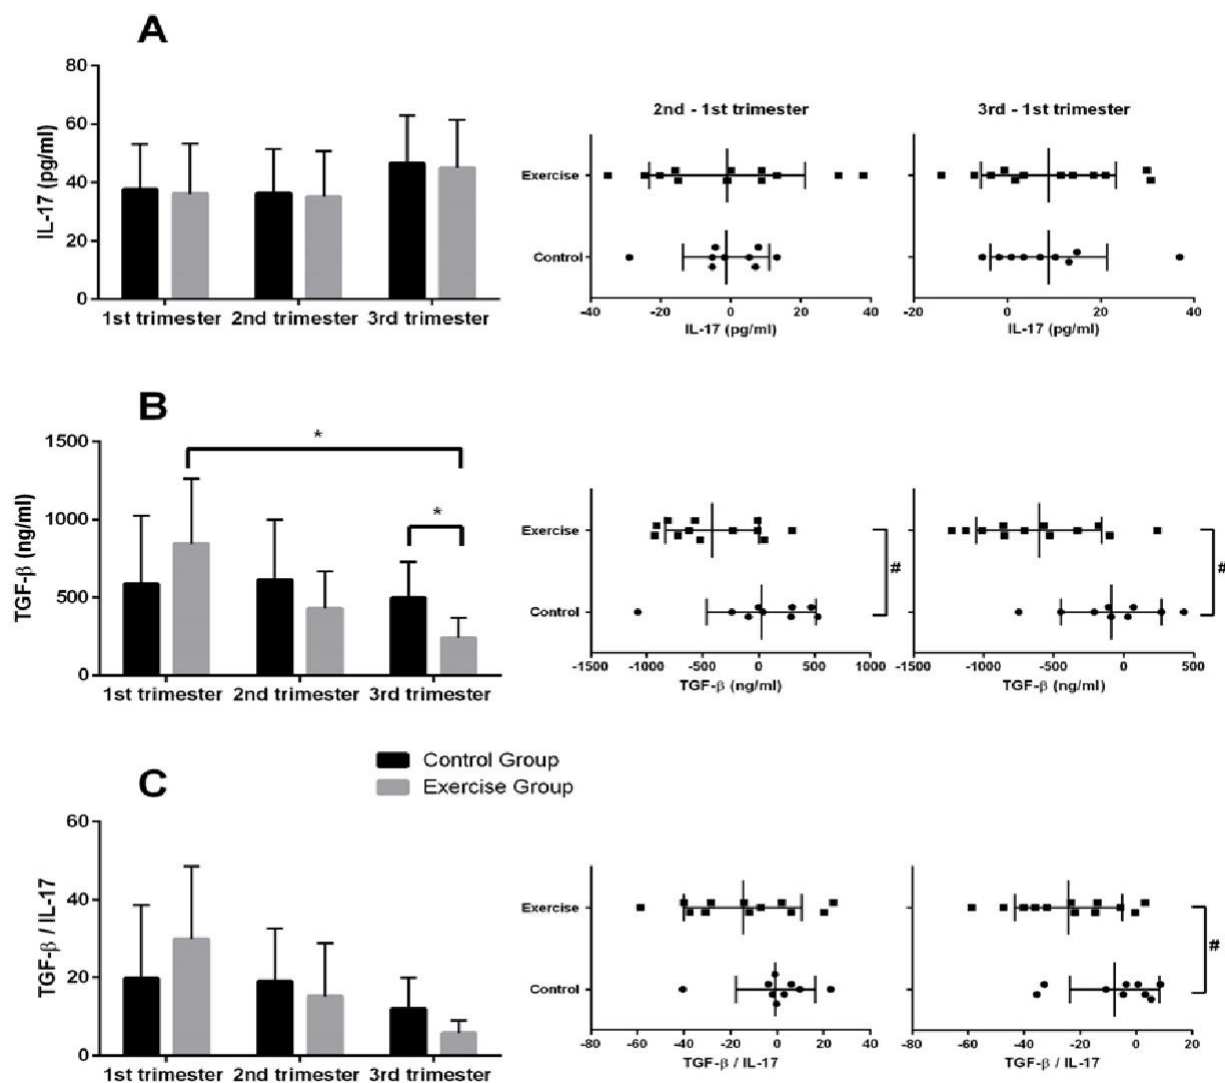 A
80
60
40
20
0
IL-17 (pg/ml)
1st trimester 2nd trimester 3rd trimester
2nd - 1st trimester
Exercise
Control
-40 -20 0 20 40
IL-17 (pg/ml)
3rd - 1st trimester
-20 0 20 40
IL-17 (pg/ml)
B
1500
1000
500
0
TGF-β (ng/ml)
*
*
1st trimester 2nd trimester 3rd trimester
Exercise
Control
#
-1500 -1000 -500 0 500 1000
TGF-β (ng/ml)
#
-1500 -1000 -500 0 500
TGF-β (ng/ml)
Control Group
Exercise Group
C
60
40
20
0
TGF-β / IL-17
1st trimester 2nd trimester 3rd trimester
Exercise
Control
-80 -60 -40 -20 0 20 40
TGF-β / IL-17
#
-80 -60 -40 -20 0 20
TGF-β / IL-17